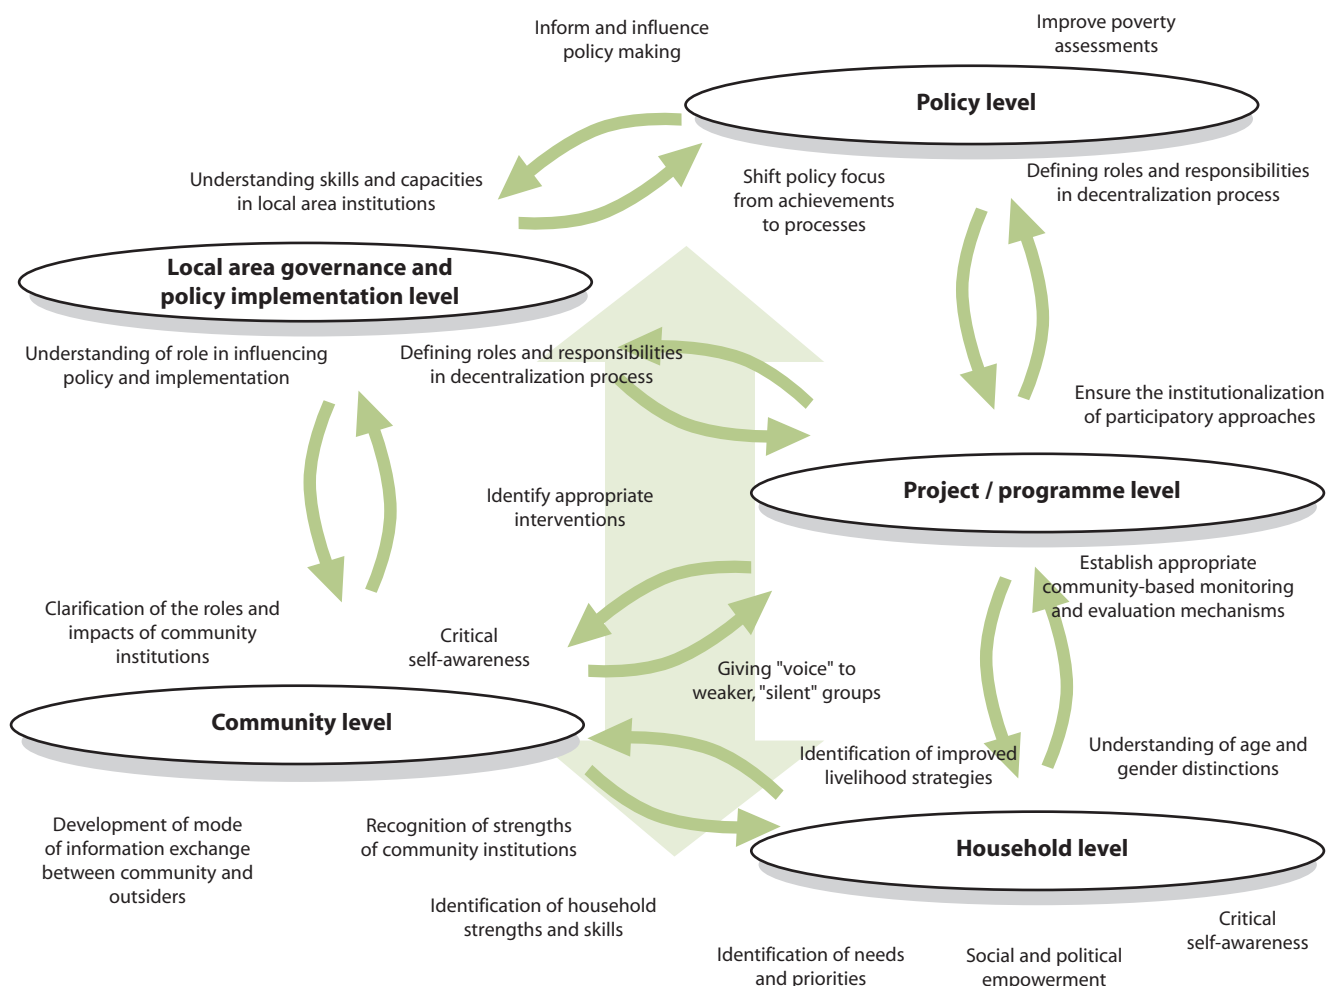 Inform and influence
policy making
Improve poverty
assessments
Policy level
Understanding skills and capacities
in local area institutions
Shift policy focus
from achievements
to processes
Defining roles and responsibilities
in decentralization process
Local area governance and
policy implementation level
Understanding of role in influencing
policy and implementation
Defining roles and responsibilities
in decentralization process
Ensure the institutionalization
of participatory approaches
Identify appropriate
interventions
Project / programme level
Establish appropriate
community-based monitoring
and evaluation mechanisms
Clarification of the roles and
impacts of community
institutions
Critical
self-awareness
Giving "voice" to
weaker, "silent" groups
Community level
Identification of improved
livelihood strategies
Understanding of age and
gender distinctions
Development of mode
of information exchange
between community and
outsiders
Recognition of strengths
of community institutions
Household level
Identification of household
strengths and skills
Critical
self-awareness
Identification of needs
and priorities
Social and political
empowerment